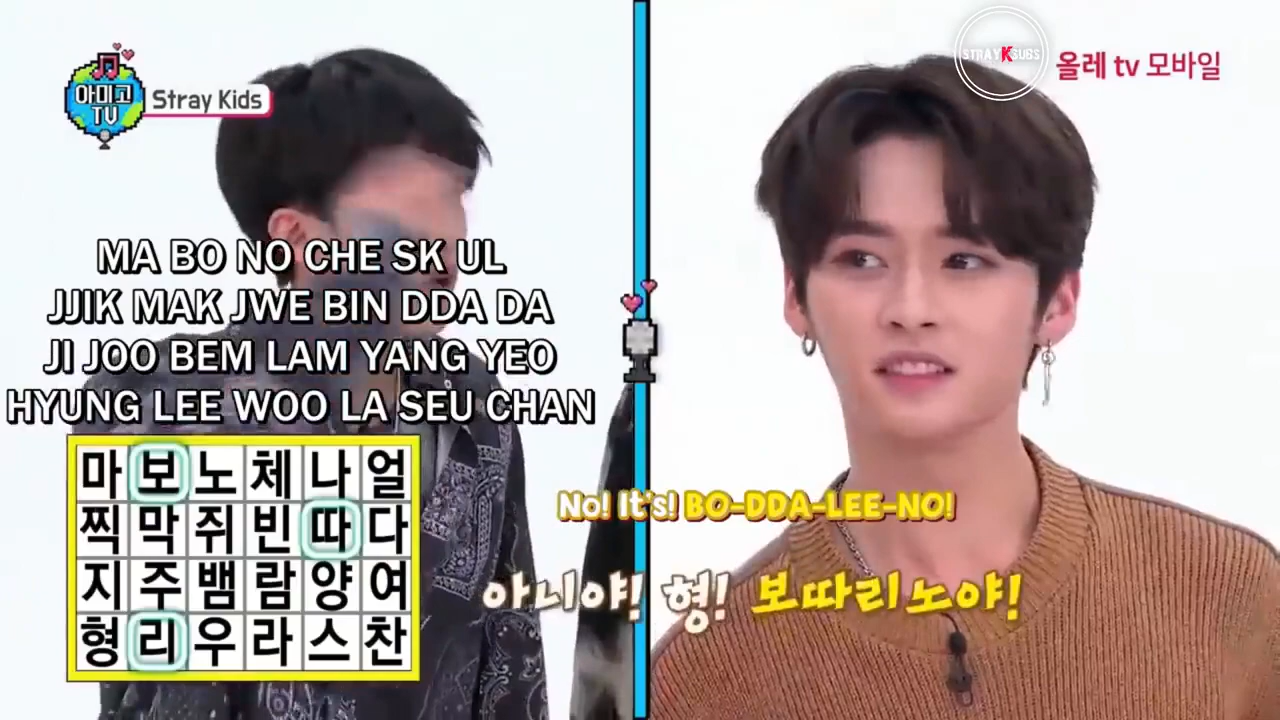 아미고
TV
Stray Kids
STRAYKSUBS
올레 tv 모바일
MA BO NO CHE SK UL
JJIK MAK JWE BIN DDA DA
JI JOO BEM LAM YANG YEO
HYUNG LEE WOO LA SEU CHAN
마 보 노 체 나 얼
찍 막 쥐 빈 따 다
지 주 뱀 람 양 여
형 리 우 라 스 찬
No! It's! BO-DDA-LEE-NO!
아니야! 형! 보따리노야!